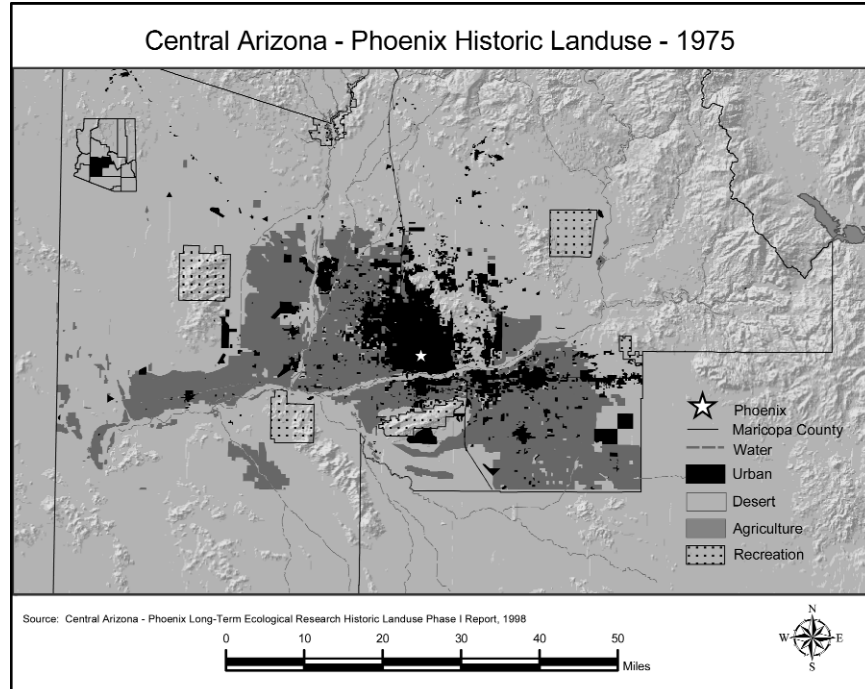 Central Arizona - Phoenix Historic Landuse - 1975
Phoenix
Maricopa County
Water
Urban
Desert
Agriculture
Recreation
Source: Central Arizona - Phoenix Long-Term Ecological Research Historic Landuse Phase I Report, 1998
0 10 20 30 40 50
Miles
N
W E
S